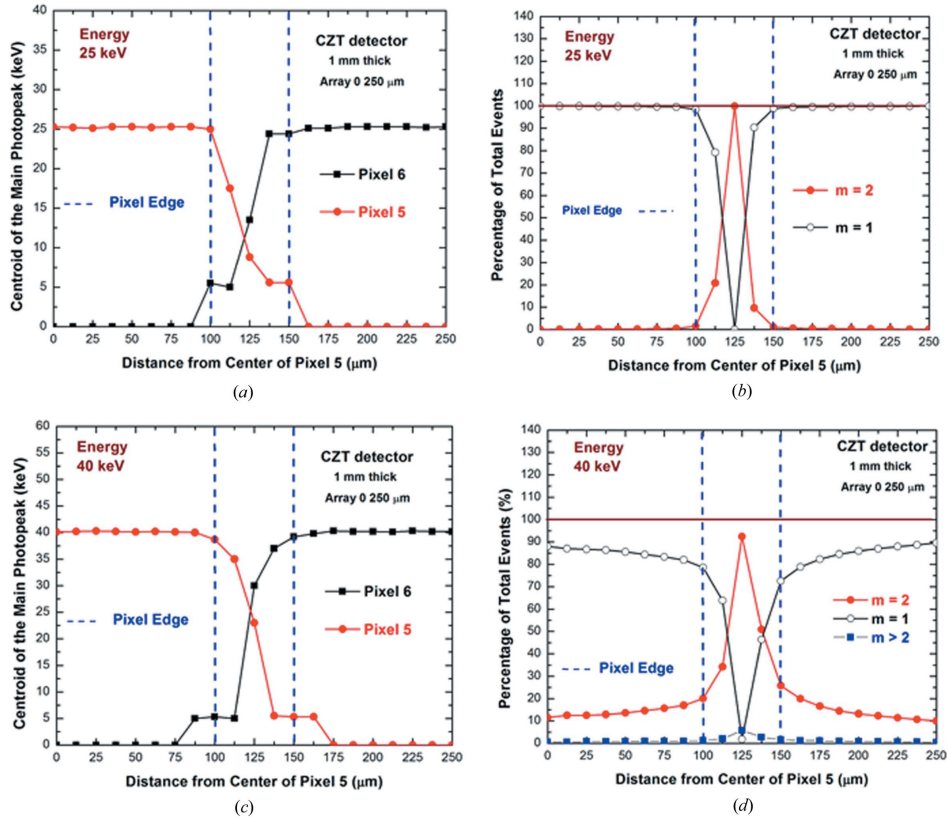 Energy
25 keV
CZT detector
1 mm thick
Array 0 250 μm
Pixel Edge
Pixel 6
Pixel 5
Centroid of the Main Photopeak (keV)
40
35
30
25
20
15
10
5
0
0 25 50 75 100 125 150 175 200 225 250
Distance from Center of Pixel 5 (μm)
(a)
Energy
25 keV
CZT detector
1 mm thick
Array 0 250 μm
Pixel Edge
m = 2
m = 1
Percentage of Total Events
140
130
120
110
100
90
80
70
60
50
40
30
20
10
0
0 25 50 75 100 125 150 175 200 225 250
Distance from Center of Pixel 5 (μm)
(b)
Energy
40 keV
CZT detector
1 mm thick
Array 0 250 μm
Pixel Edge
Pixel 6
Pixel 5
Centroid of the Main Photopeak (keV)
60
55
50
45
40
35
30
25
20
15
10
5
0
0 25 50 75 100 125 150 175 200 225 250
Distance from Center of Pixel 5 (μm)
(c)
Energy
40 keV
CZT detector
1 mm thick
Array 0 250 μm
m = 2
m = 1
m > 2
Pixel Edge
Percentage of Total Events (%)
140
130
120
110
100
90
80
70
60
50
40
30
20
10
0
0 25 50 75 100 125 150 175 200 225 250
Distance from Center of Pixel 5 (μm)
(d)